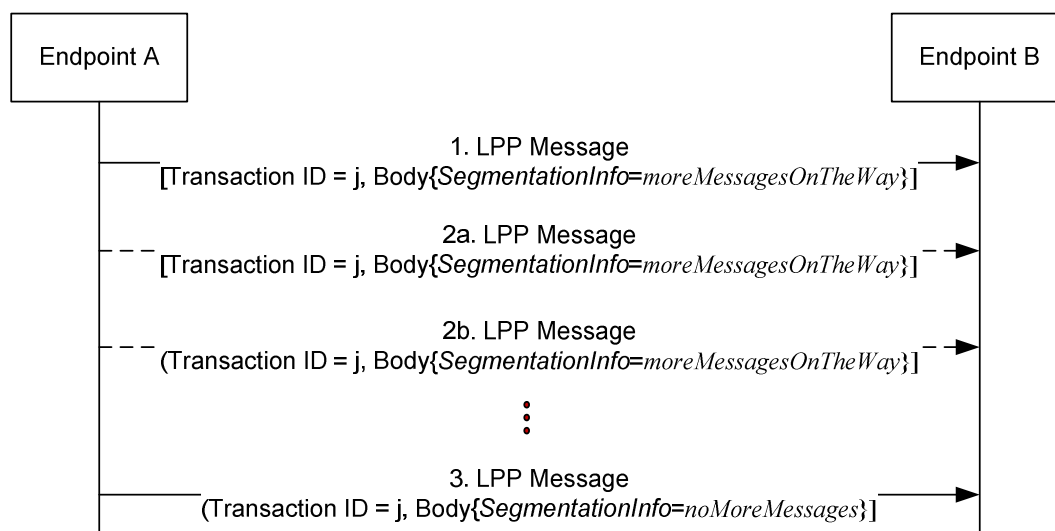 Endpoint A
Endpoint B
1. LPP Message
[Transaction ID = j, Body{SegmentationInfo=moreMessagesOnTheWay}]
2a. LPP Message
[Transaction ID = j, Body{SegmentationInfo=moreMessagesOnTheWay}]
2b. LPP Message
(Transaction ID = j, Body{SegmentationInfo=moreMessagesOnTheWay}]
3. LPP Message
(Transaction ID = j, Body{SegmentationInfo=noMoreMessages}]